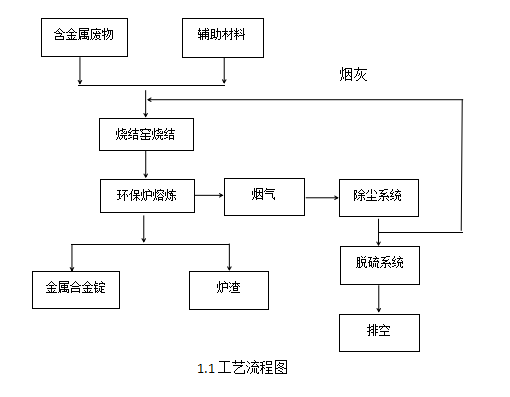 含金属废物
辅助材料
烟灰
烧结窑烧结
环保炉熔炼
烟气
除尘系统
脱硫系统
金属合金锭
炉渣
排空
1.1工艺流程图